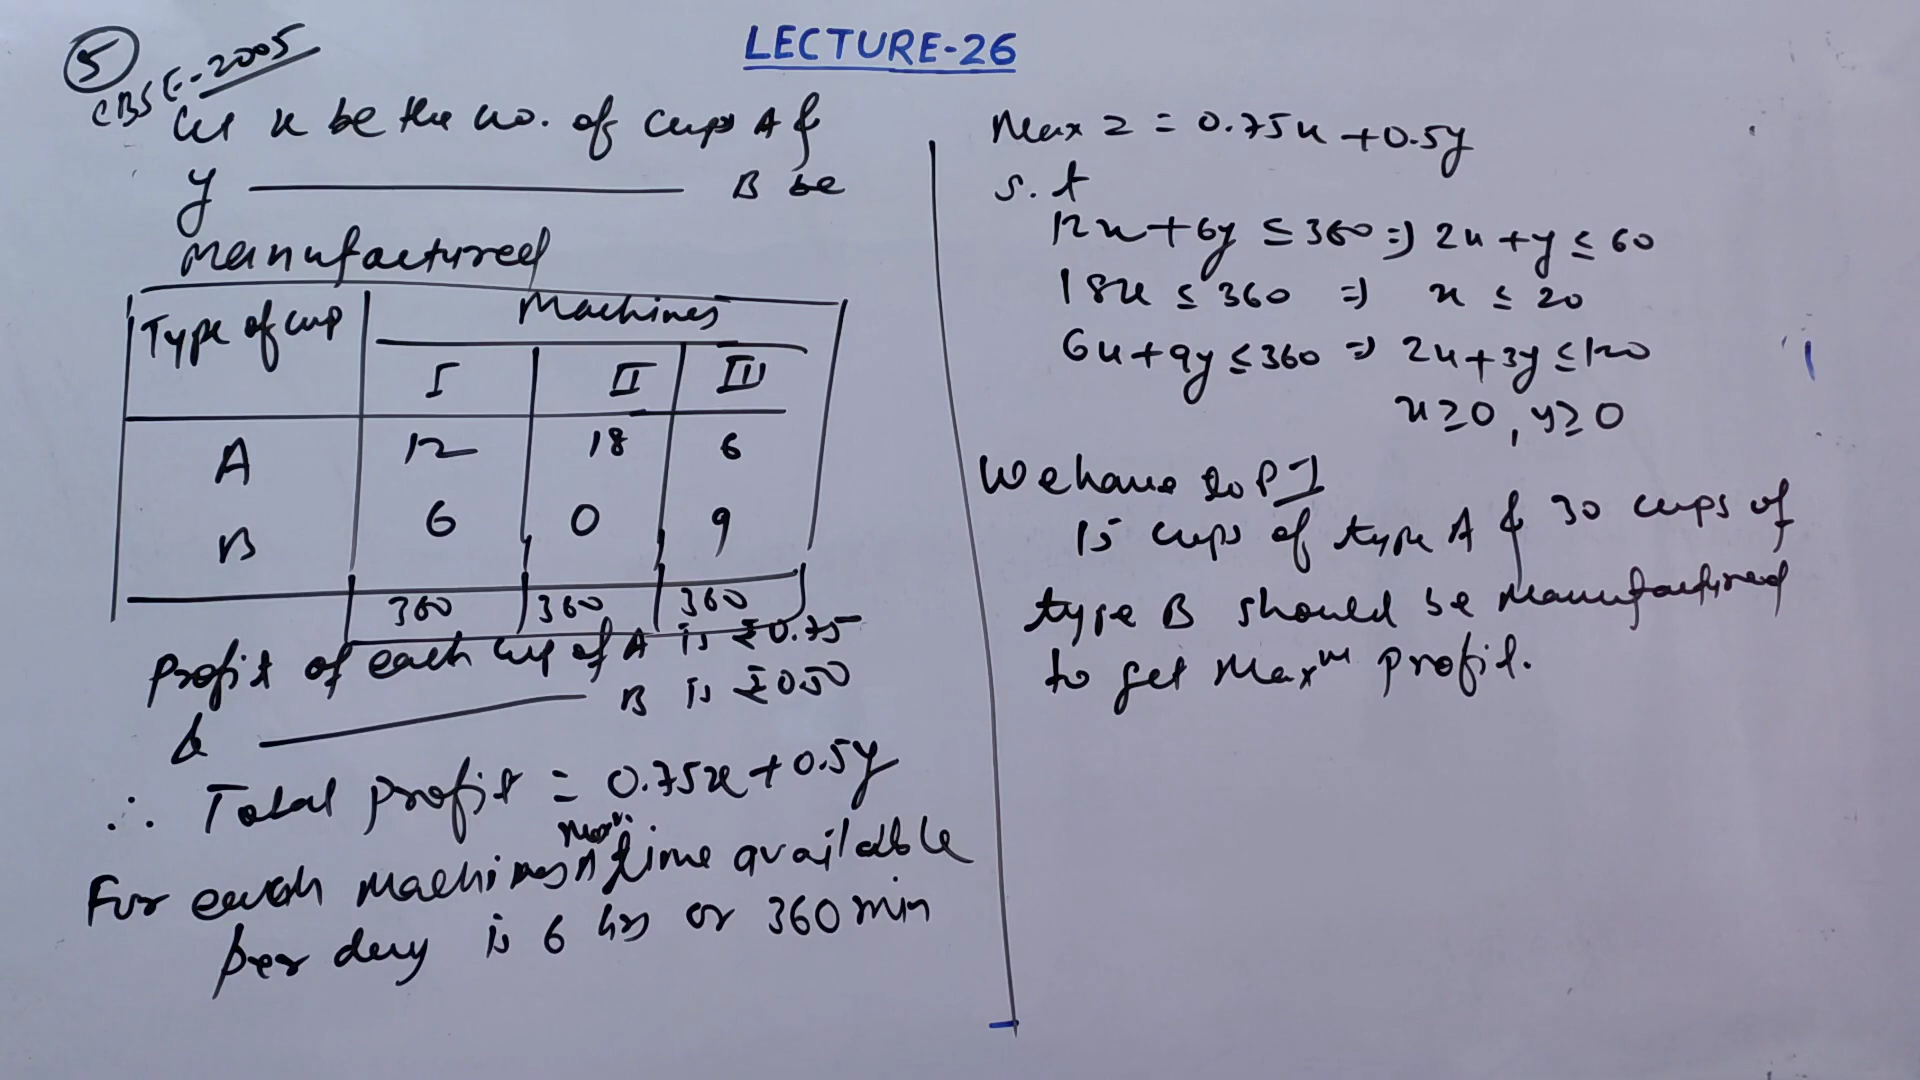 LECTURE-26
5
CBSE-2005
Let x be the no. of cups A &
y ——— B be
manufactured
Type of cup Machines
I II III
A 12 18 6
B 6 0 9
360 360 360
Profit of each cup of A is ₹0.75
& ——— B is ₹0.50
∴ Total profit = 0.75x + 0.5y
For each machines max^m time available
per day is 6 hrs or 360 min
Max Z = 0.75x + 0.5y
s.t
12x + 6y ≤ 360 ⇒ 2x + y ≤ 60
18x ≤ 360 ⇒ x ≤ 20
6x + 9y ≤ 360 ⇒ 2x + 3y ≤ 120
x ≥ 0, y ≥ 0
We have to P.T
15 cups of type A & 30 cups of
type B should be manufactured
to get Max^m profit.